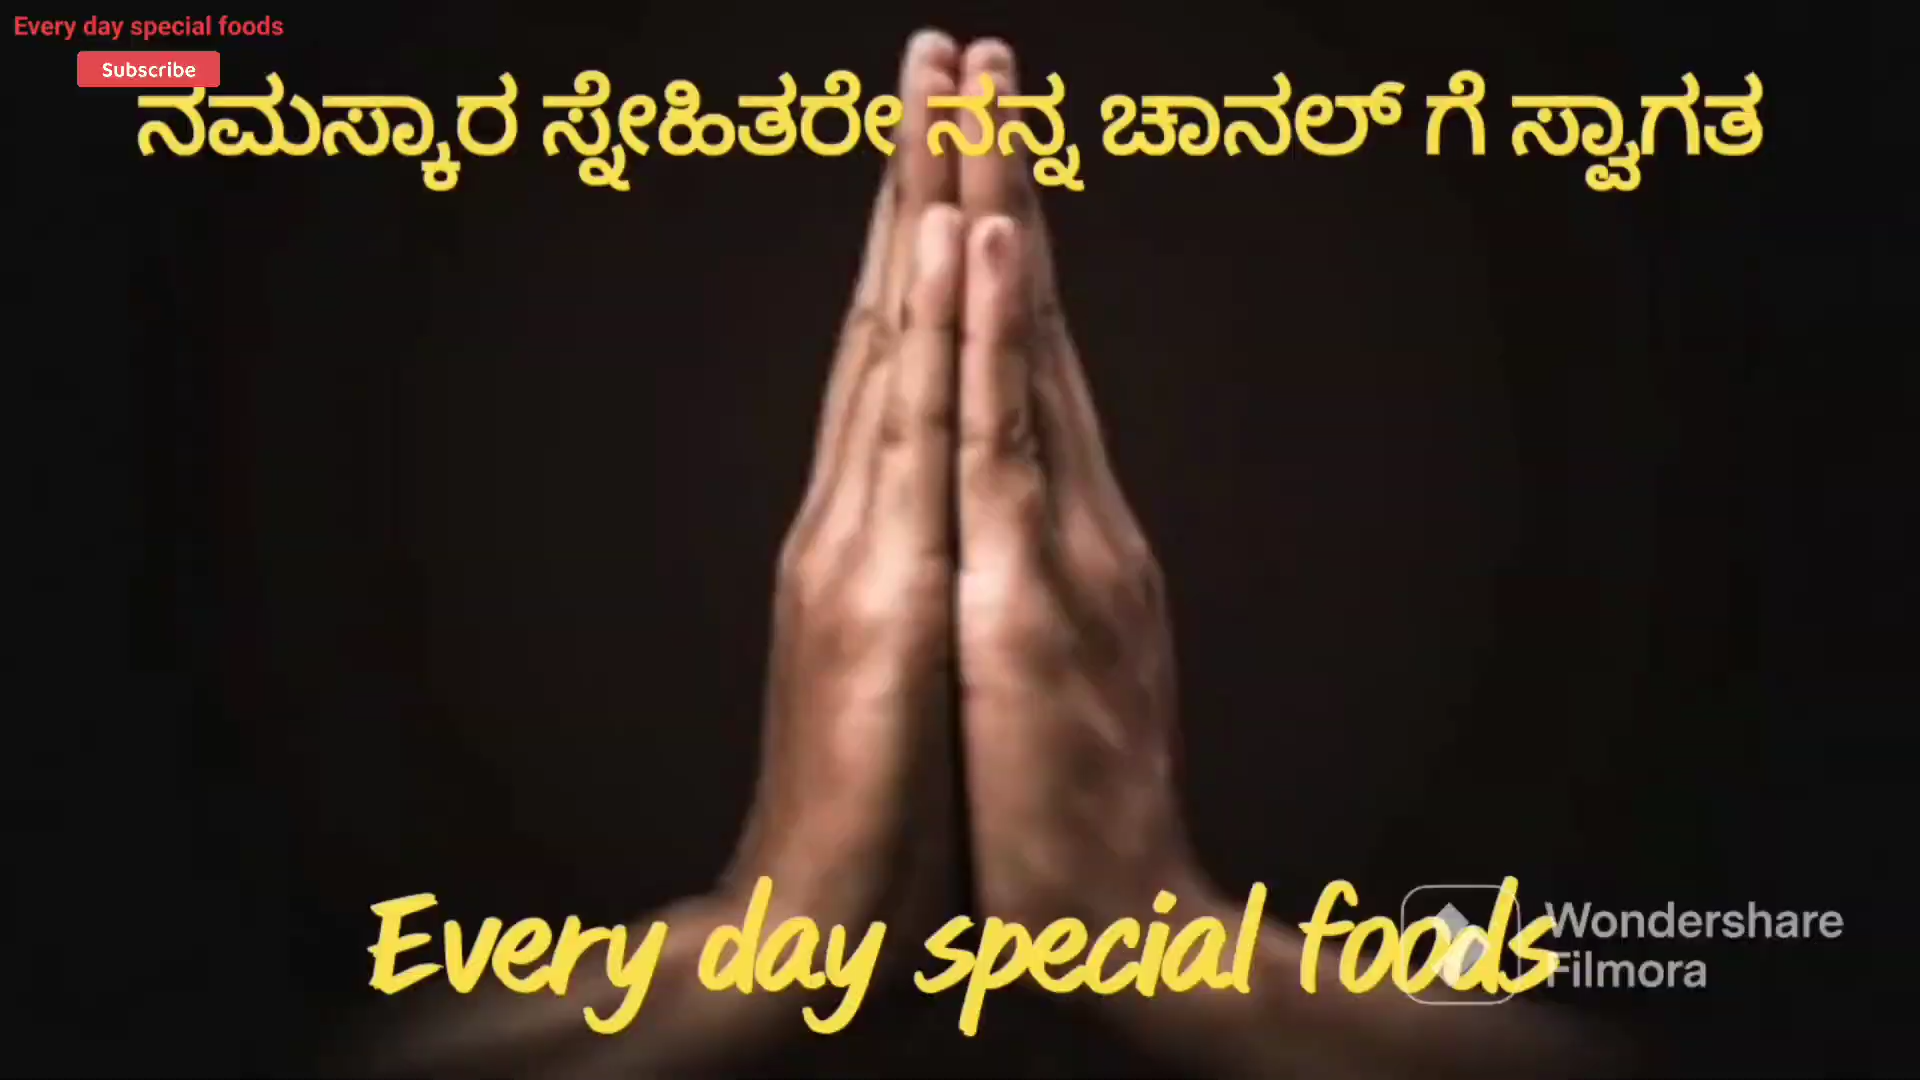 Every day special foods
Subscribe
ನಮಸ್ಕಾರ ಸ್ನೇಹಿತರೇ ನನ್ನ ಚಾನಲ್ ಗೆ ಸ್ವಾಗತ
Every day special foods
Wondershare
Filmora